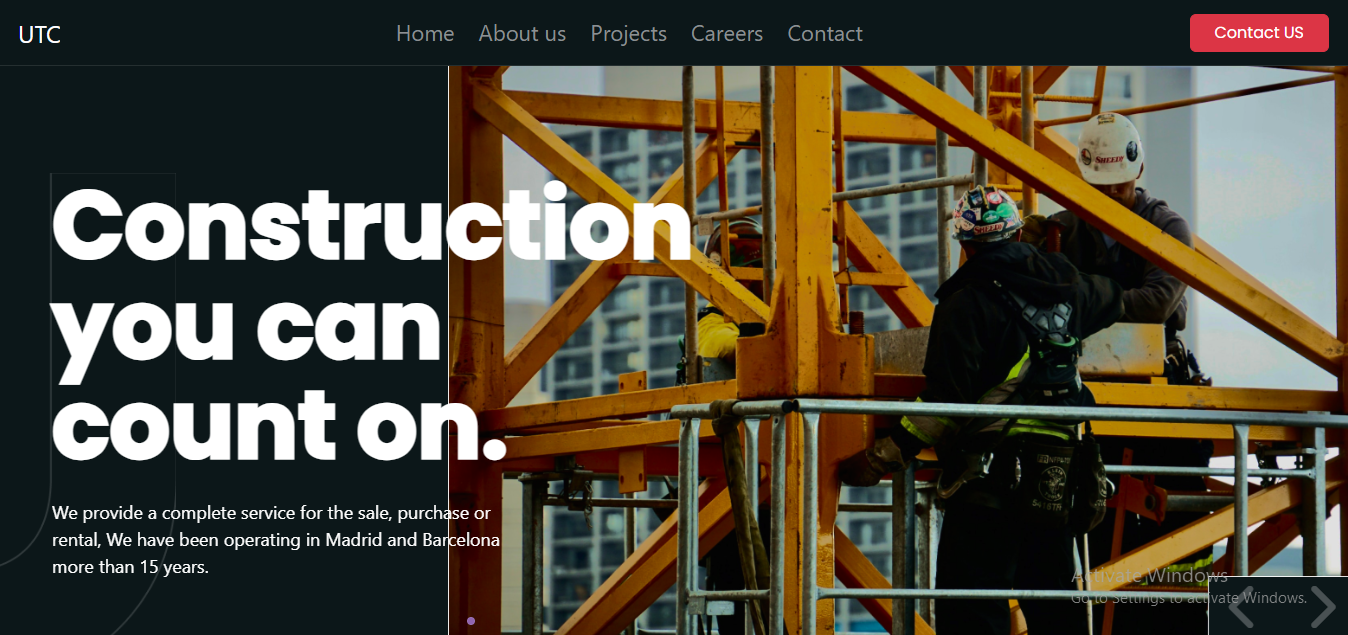 UTC
Home About us Projects Careers Contact
Contact US
Construction
you can
count on.
We provide a complete service for the sale, purchase or
rental, We have been operating in Madrid and Barcelona
more than 15 years.
SHEEDY
Activate Windows
Go to Settings to activate Windows.